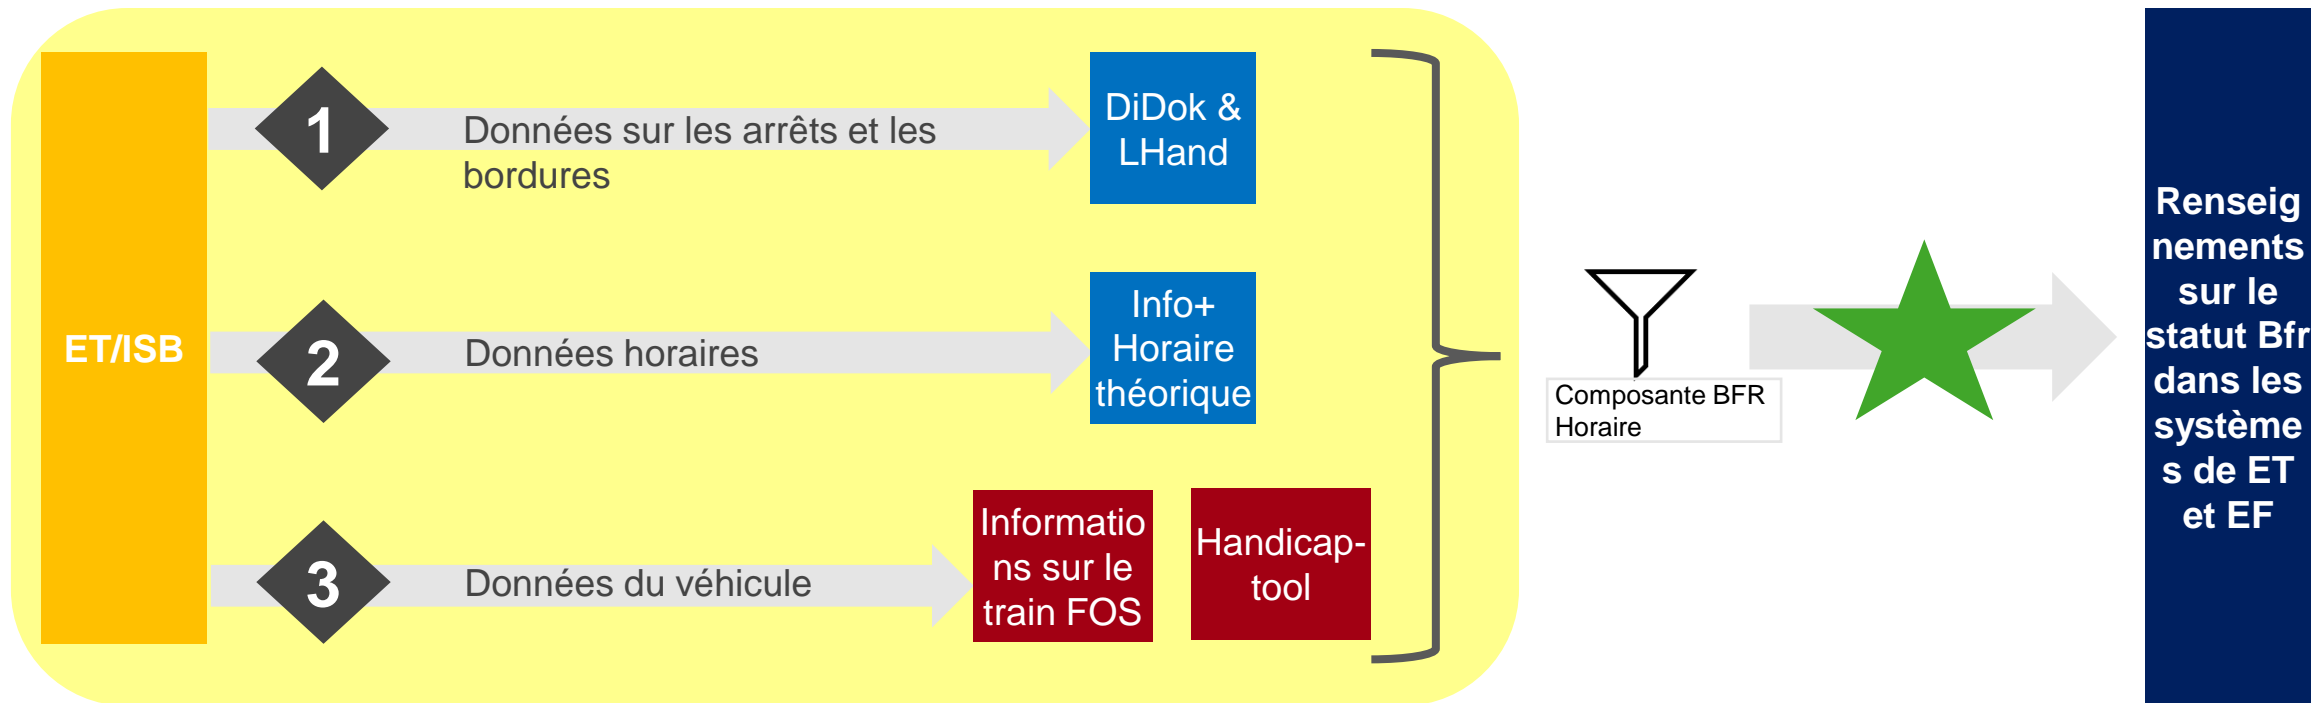 ET/ISB
1
Données sur les arrêts et les
bordures
DiDok &
LHand
2
Données horaires
Info+
Horaire
théorique
3
Données du véhicule
Informatio
ns sur le
train FOS
Handicap-
tool
Composante BFR
Horaire
Renseig
nements
sur le
statut Bfr
dans les
système
s de ET
et EF